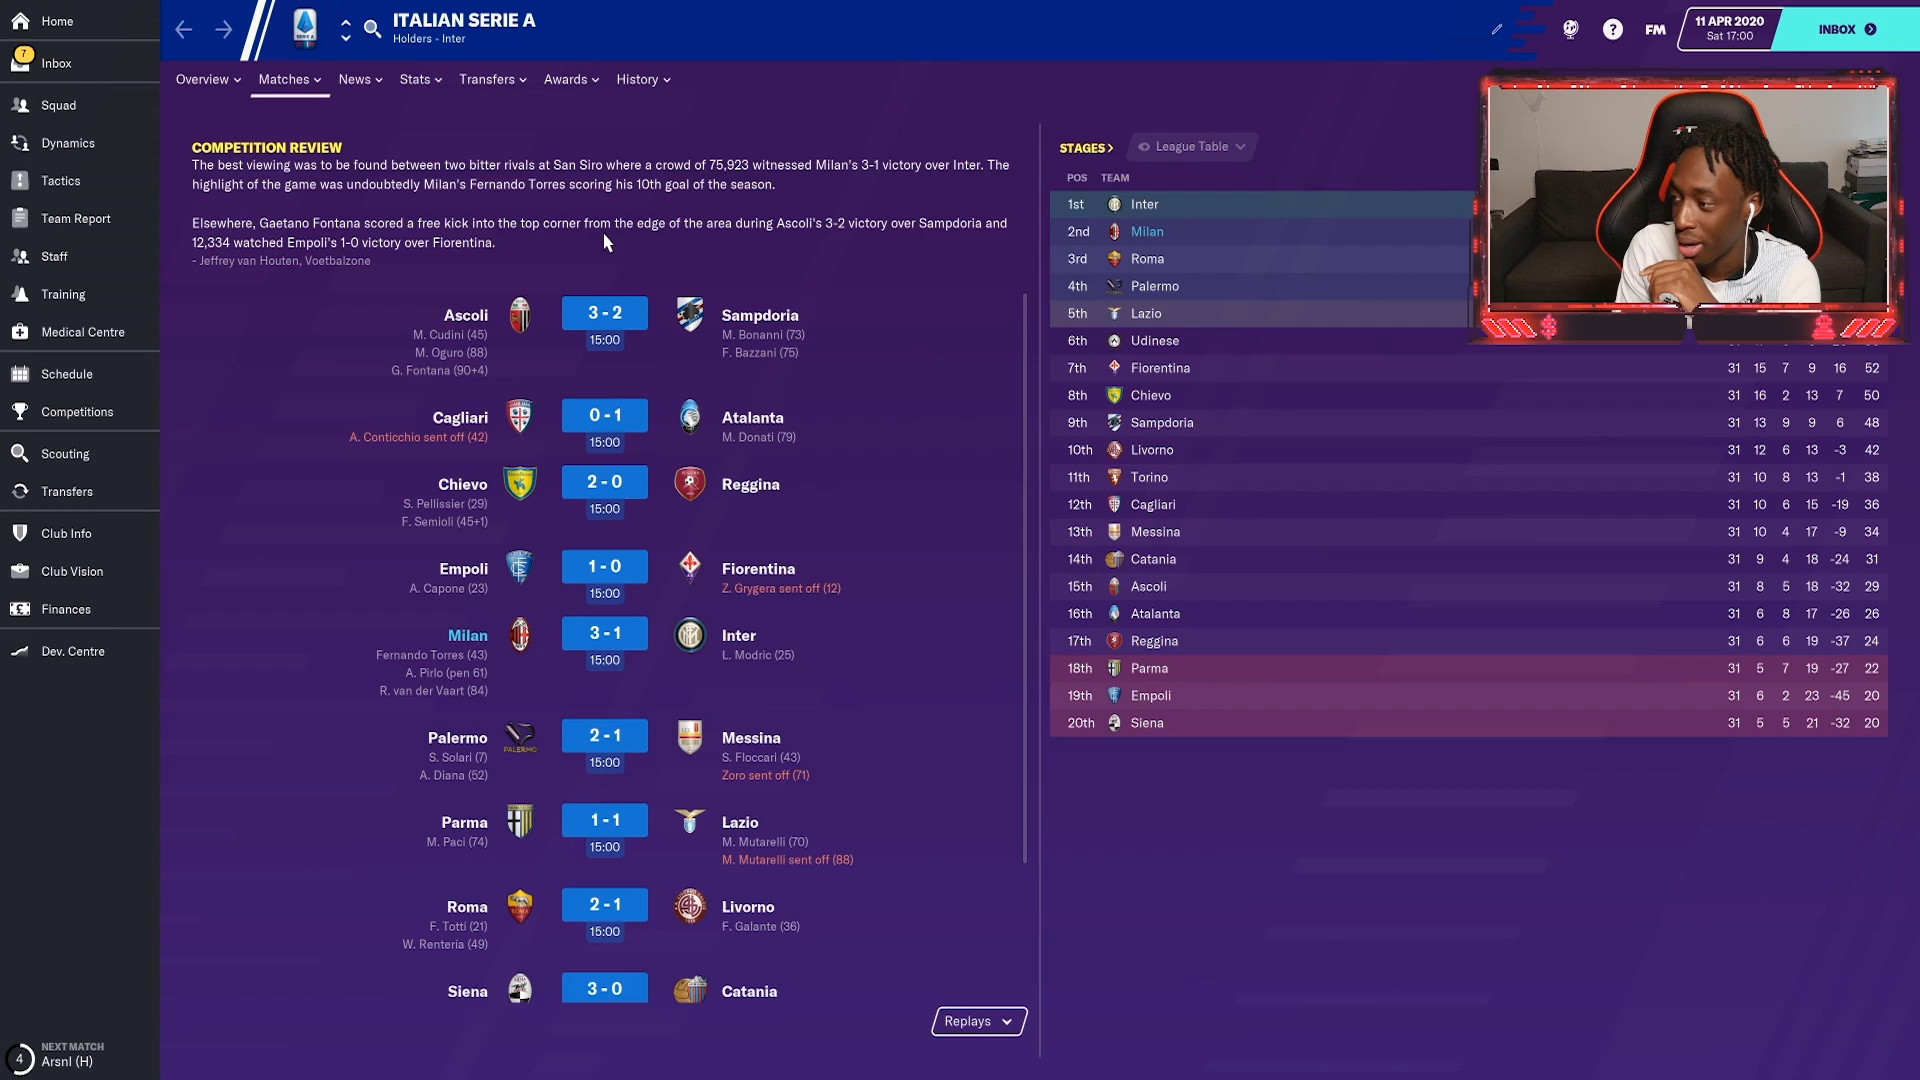 Home
7
Inbox
Squad
Dynamics
Tactics
Team Report
Staff
Training
Medical Centre
Schedule
Competitions
Scouting
Transfers
Club Info
Club Vision
Finances
Dev. Centre
4
NEXT MATCH
Arsnl (H)
ITALIAN SERIE A
Holders - Inter
FM
11 APR 2020
Sat 17:00
INBOX
Overview Matches News Stats Transfers Awards History
COMPETITION REVIEW
The best viewing was to be found between two bitter rivals at San Siro where a crowd of 75,923 witnessed Milan's 3-1 victory over Inter. The
highlight of the game was undoubtedly Milan's Fernando Torres scoring his 10th goal of the season.
Elsewhere, Gaetano Fontana scored a free kick into the top corner from the edge of the area during Ascoli's 3-2 victory over Sampdoria and
12,334 watched Empoli's 1-0 victory over Fiorentina.
- Jeffrey van Houten, Voetbalzone
Ascoli 3 - 2 Sampdoria
M. Cudini (45) 15:00 M. Bonanni (73)
M. Oguro (88) F. Bazzani (75)
G. Fontana (90+4)
Cagliari 0 - 1 Atalanta
A. Conticchio sent off (42) 15:00 M. Donati (79)
Chievo 2 - 0 Reggina
S. Pellissier (29) 15:00
F. Semioli (45+1)
Empoli 1 - 0 Fiorentina
A. Capone (23) 15:00 Z. Grygera sent off (12)
Milan 3 - 1 Inter
Fernando Torres (43) 15:00 L. Modric (25)
A. Pirlo (pen 61)
R. van der Vaart (84)
Palermo PALERMO 2 - 1 Messina
S. Solari (7) 15:00 S. Floccari (43)
A. Diana (52) Zoro sent off (71)
Parma 1 - 1 Lazio
M. Paci (74) 15:00 M. Mutarelli (70)
M. Mutarelli sent off (88)
Roma 2 - 1 Livorno
F. Totti (21) 15:00 F. Galante (36)
W. Rentería (49)
Siena 3 - 0 Catania
Replays
STAGES> League Table
POS TEAM
1st Inter
2nd Milan
3rd Roma
4th Palermo
5th Lazio
6th Udinese
7th Fiorentina 31 15 7 9 16 52
8th Chievo 31 16 2 13 7 50
9th Sampdoria 31 13 9 9 6 48
10th Livorno 31 12 6 13 -3 42
11th Torino 31 10 8 13 -1 38
12th Cagliari 31 10 6 15 -19 36
13th Messina 31 10 4 17 -9 34
14th Catania 31 9 4 18 -24 31
15th Ascoli 31 8 5 18 -32 29
16th Atalanta 31 6 8 17 -26 26
17th Reggina 31 6 6 19 -37 24
18th Parma 31 5 7 19 -27 22
19th Empoli 31 6 2 23 -45 20
20th Siena 31 5 5 21 -32 20